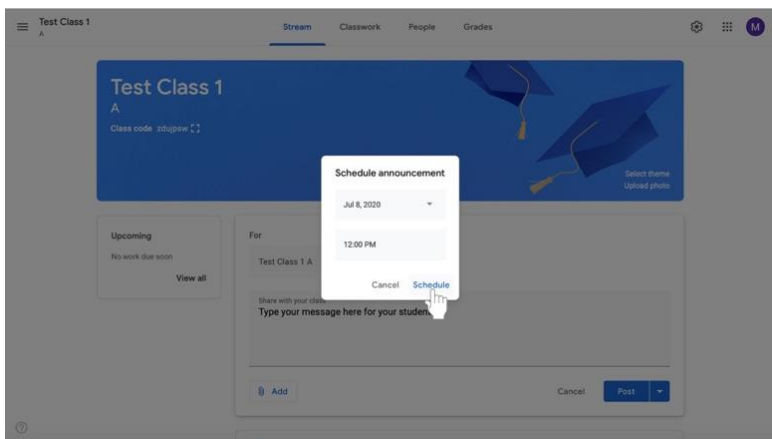 Test Class 1
A
Stream Classwork People Grades
M
Test Class 1
A
Class code zdujpsw
Select theme
Upload photo
Schedule announcement
Jul 8, 2020
12:00 PM
Cancel Schedule
Upcoming
No work due soon
View all
For
Test Class 1 A
Share with your class
Type your message here for your student
Add
Cancel Post